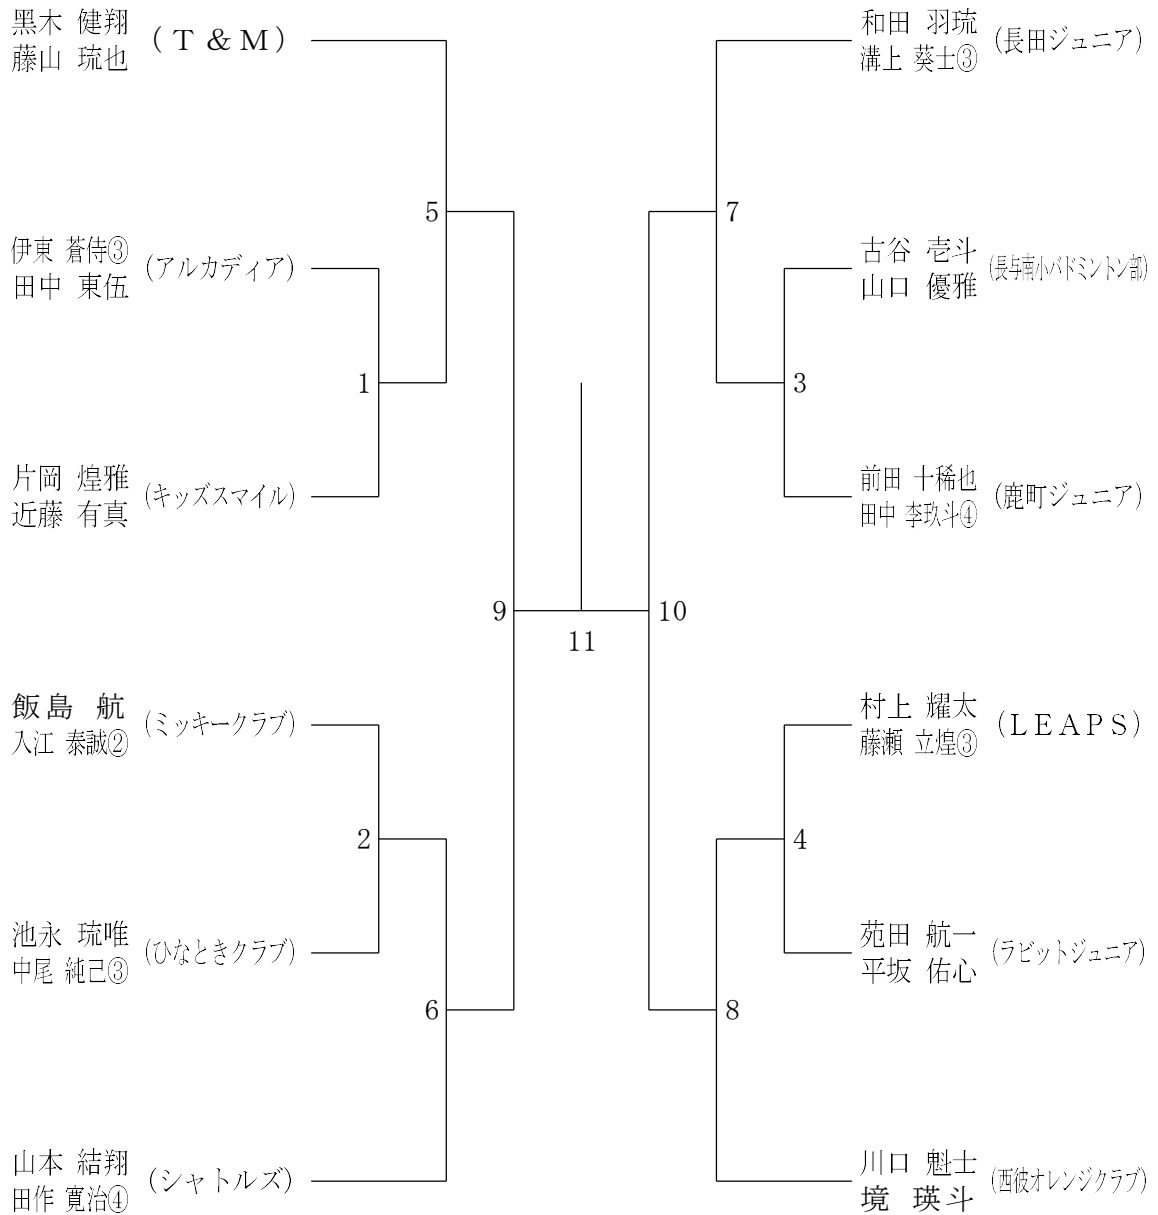 黒木 健翔
藤山 琉也
(T＆M)
5
伊東 蒼侍③
田中 東伍
(アルカディア)
1
片岡 煌雅
近藤 有真
(キッズスマイル)
9
飯島 航
入江 泰誠②
(ミッキークラブ)
2
池永 琉唯
中尾 純己③
(ひなときクラブ)
6
山本 結翔
田作 寛治④
(シャトルズ)
11
和田 羽琉
溝上 葵士③
(長田ジュニア)
7
古谷 壱斗
山口 優雅
(長与南小バドミントン部)
3
前田 十稀也
田中 李玖斗④
(鹿町ジュニア)
10
村上 耀太
藤瀬 立煌③
(LEAPS)
4
苑田 航一
平坂 佑心
(ラビットジュニア)
8
川口 魁士
境 瑛斗
(西彼オレンジクラブ)